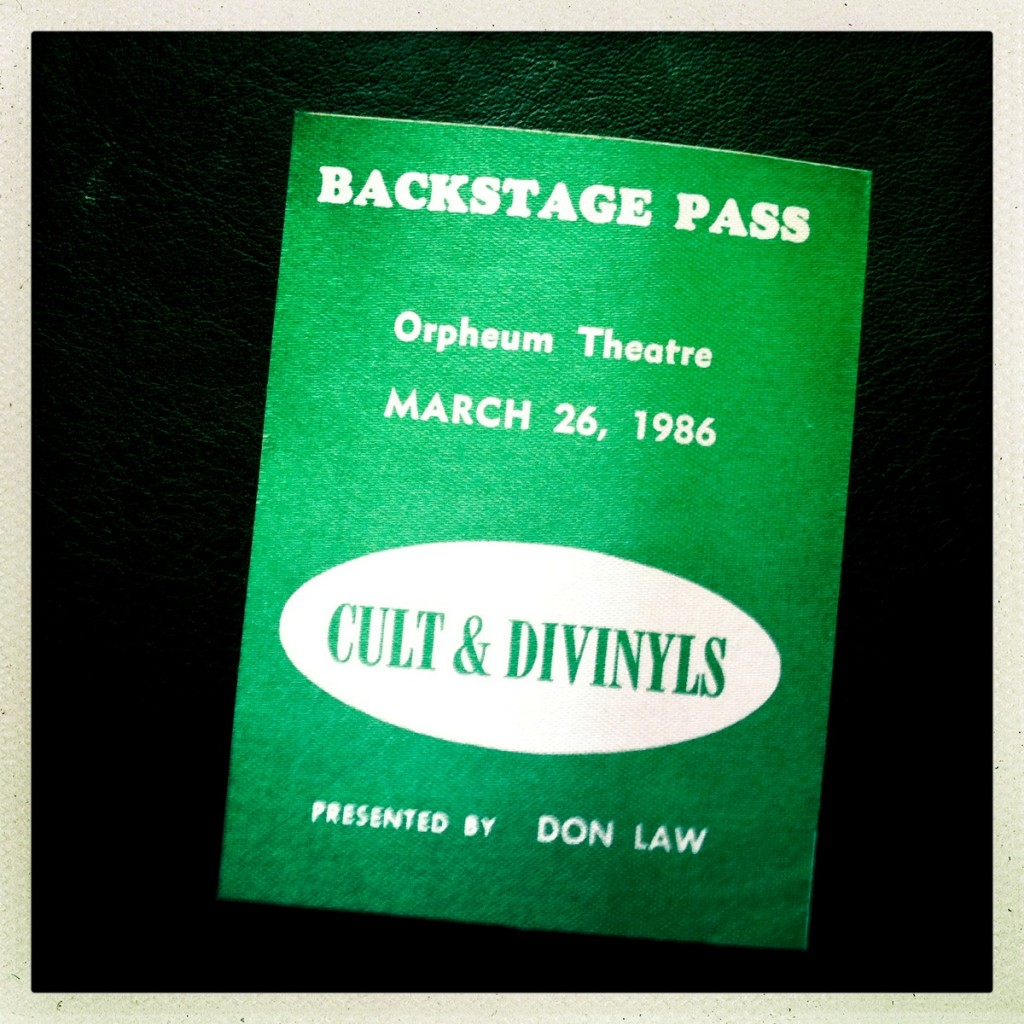 BACKSTAGE PASS
Orpheum Theatre
MARCH 26, 1986
CULT & DIVINYLS
PRESENTED BY DON LAW